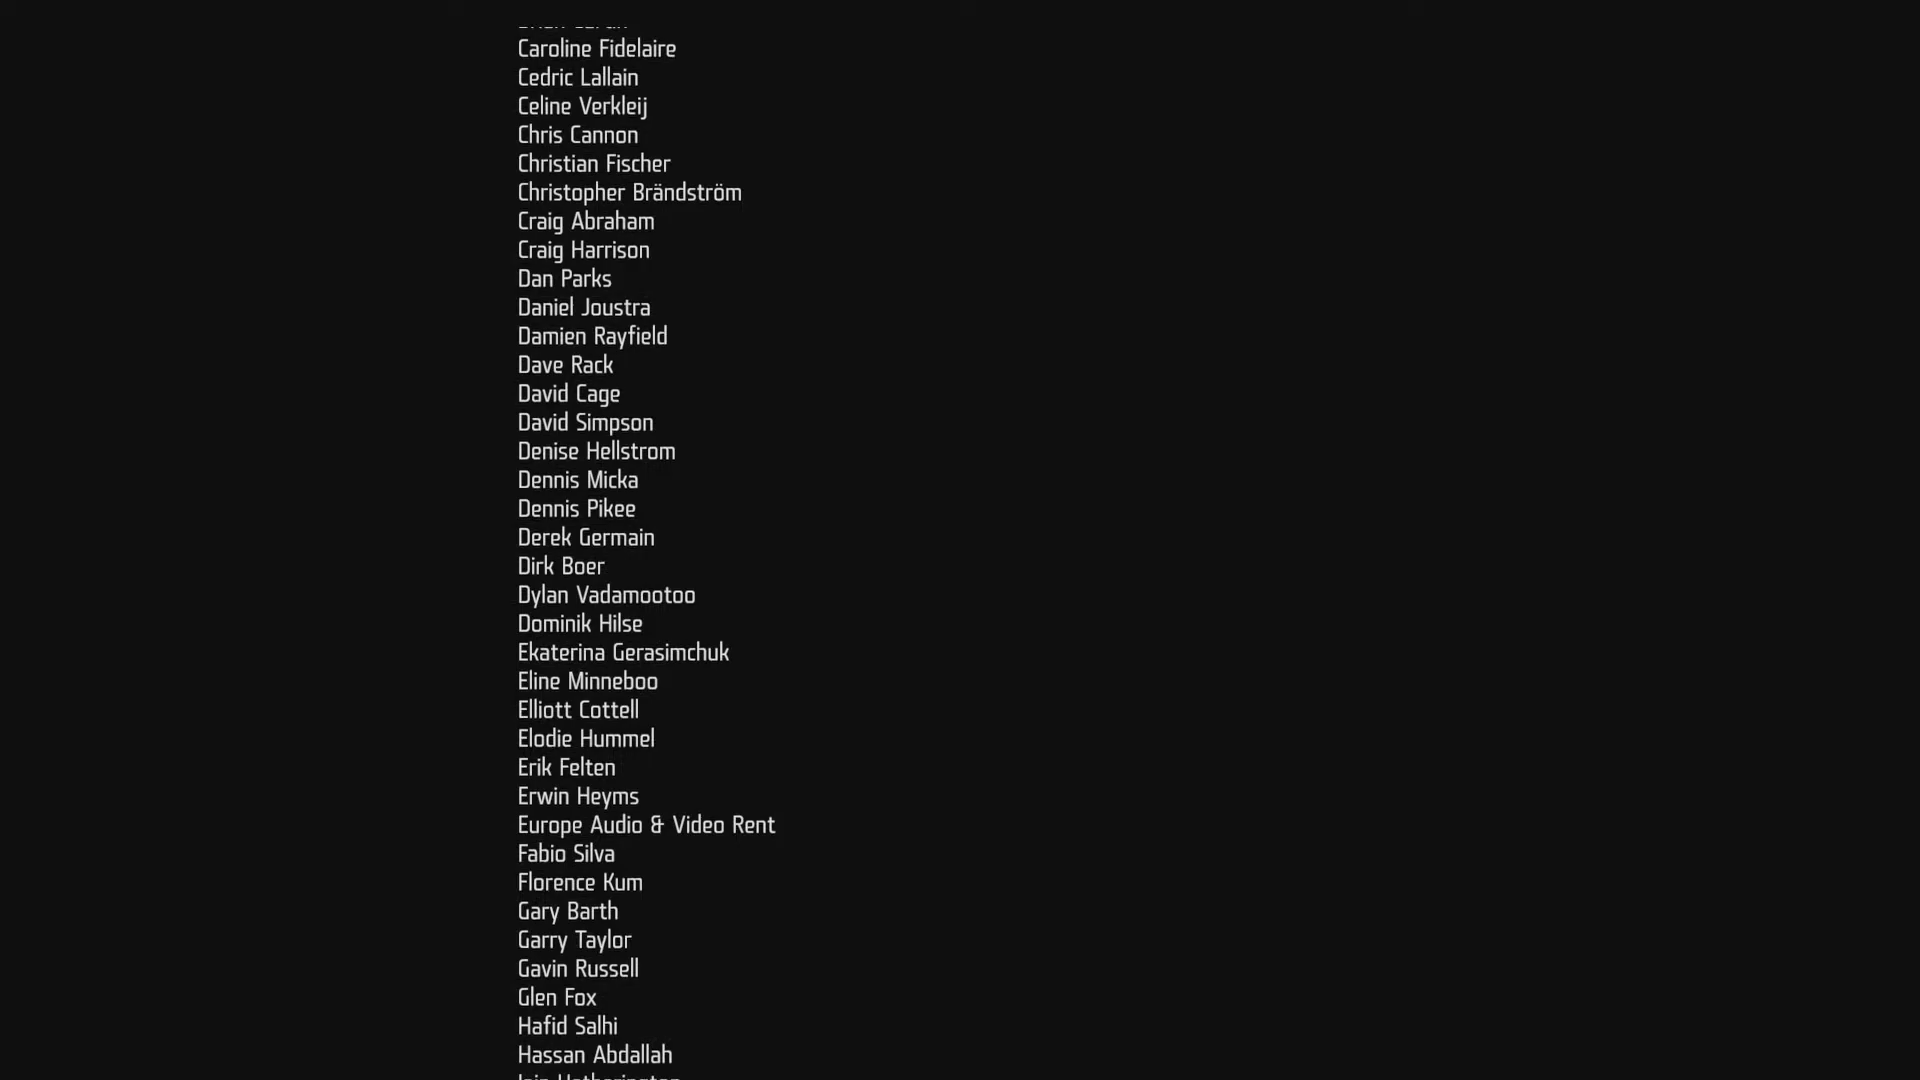 Caroline Fidelaire
Cedric Lallain
Celine Verkleij
Chris Cannon
Christian Fischer
Christopher Brändström
Craig Abraham
Craig Harrison
Dan Parks
Daniel Joustra
Damien Rayfield
Dave Rack
David Cage
David Simpson
Denise Hellstrom
Dennis Micka
Dennis Pikee
Derek Germain
Dirk Boer
Dylan Vadamootoo
Dominik Hilse
Ekaterina Gerasimchuk
Eline Minneboo
Elliott Cottell
Elodie Hummel
Erik Felten
Erwin Heyms
Europe Audio & Video Rent
Fabio Silva
Florence Kum
Gary Barth
Garry Taylor
Gavin Russell
Glen Fox
Hafid Salhi
Hassan Abdallah